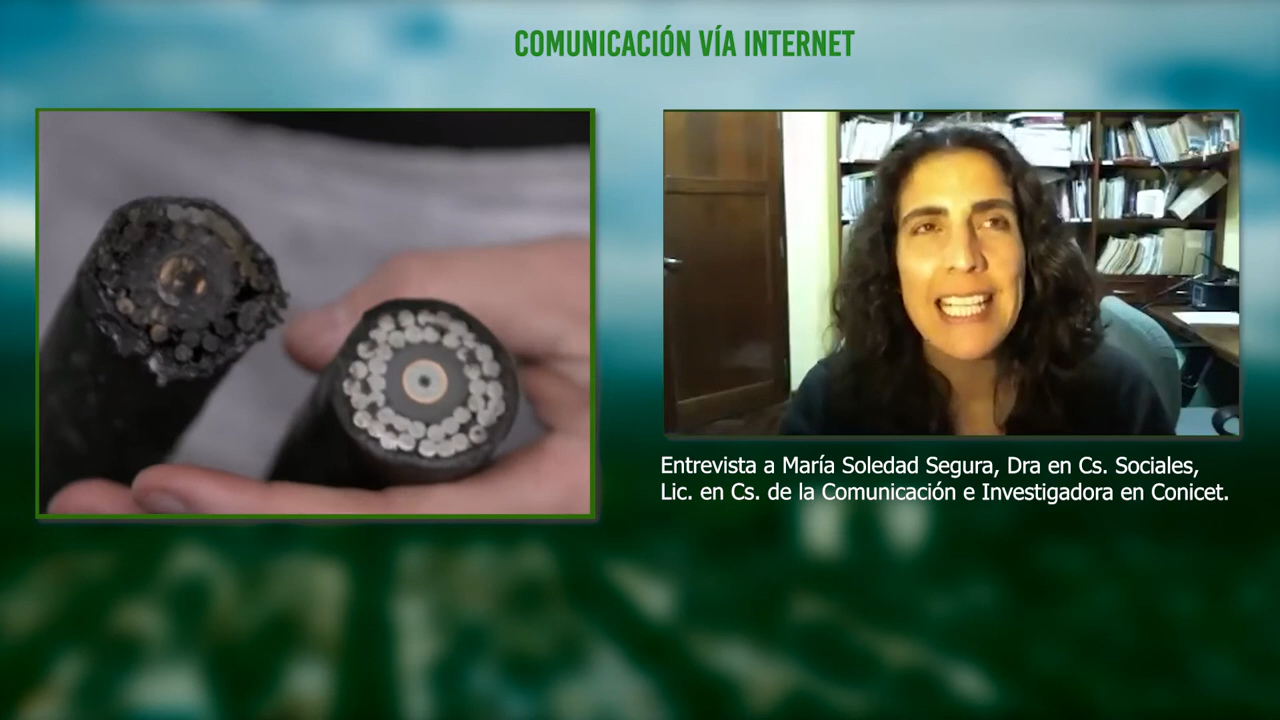 COMUNICACIÓN VÍA INTERNET
Entrevista a María Soledad Segura, Dra en Cs. Sociales,
Lic. en Cs. de la Comunicación e Investigadora en Conicet.